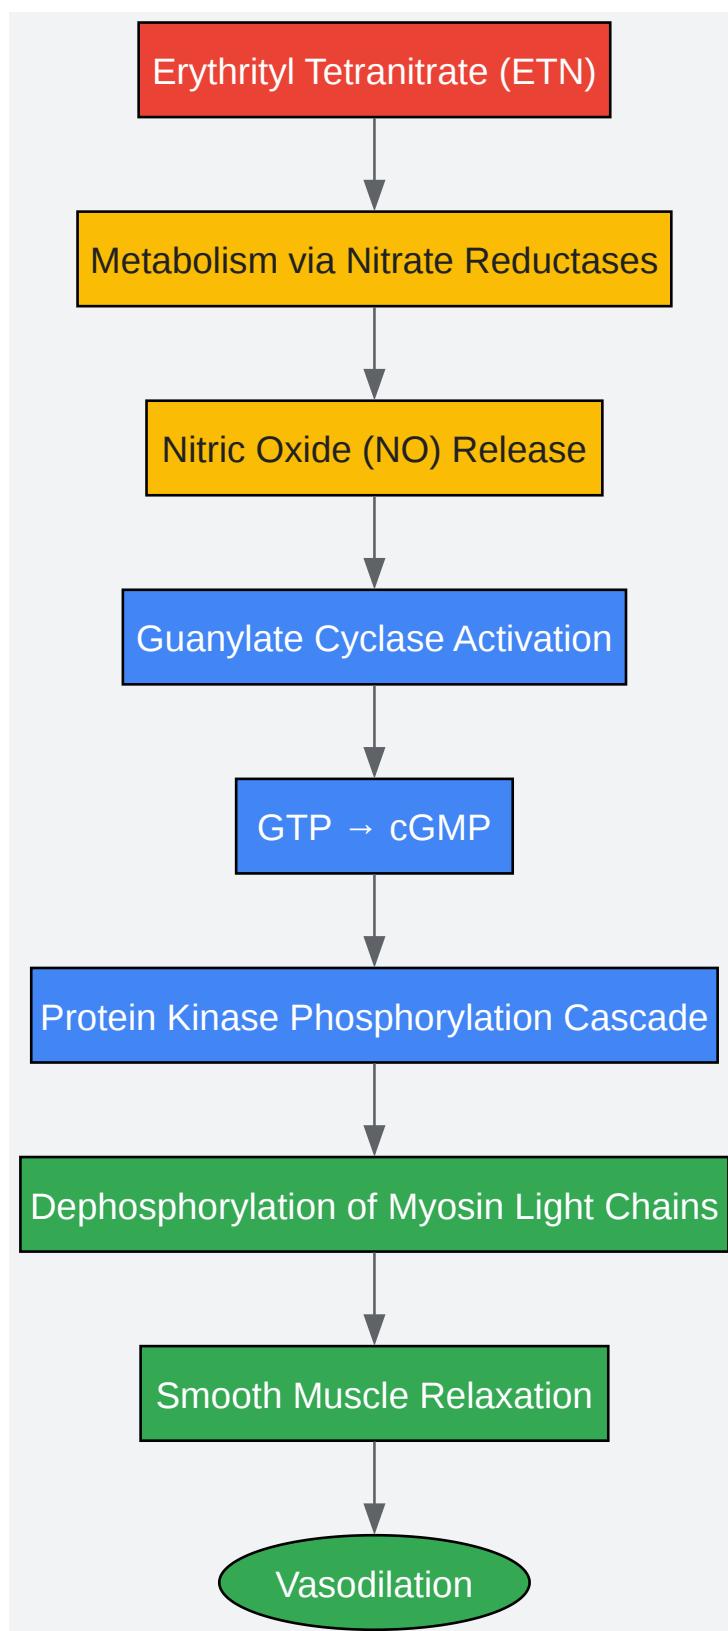 Erythrityl Tetranitrate (ETN)
Metabolism via Nitrate Reductases
Nitric Oxide (NO) Release
Guanylate Cyclase Activation
GTP → cGMP
Protein Kinase Phosphorylation Cascade
Dephosphorylation of Myosin Light Chains
Smooth Muscle Relaxation
Vasodilation